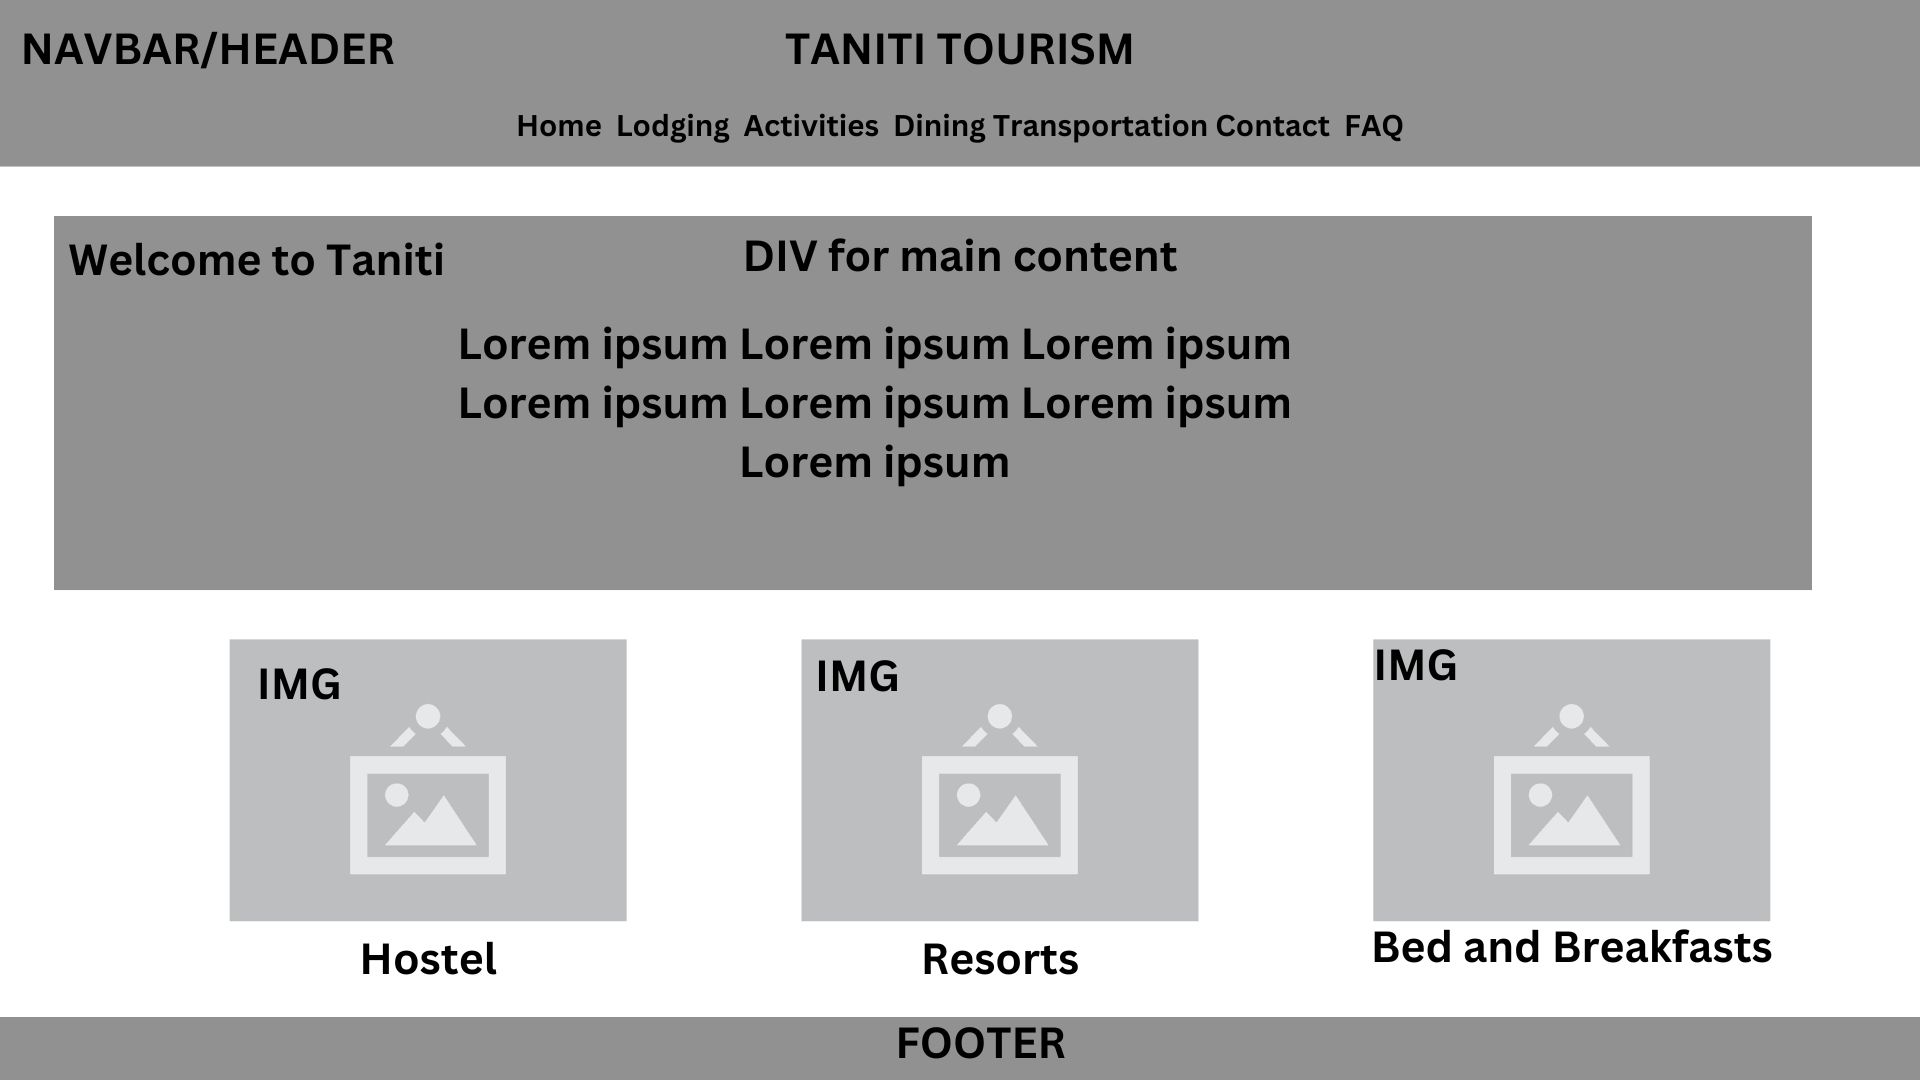 NAVBAR/HEADER
TANITI TOURISM
Home Lodging Activities Dining Transportation Contact FAQ
Welcome to Taniti
DIV for main content
Lorem ipsum Lorem ipsum Lorem ipsum
Lorem ipsum Lorem ipsum Lorem ipsum
Lorem ipsum
IMG
IMG
IMG
Hostel
Resorts
Bed and Breakfasts
FOOTER